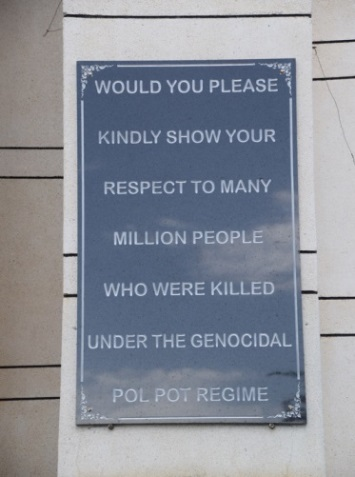 WOULD YOU PLEASE
KINDLY SHOW YOUR
RESPECT TO MANY
MILLION PEOPLE
WHO WERE KILLED
UNDER THE GENOCIDAL
POL POT REGIME